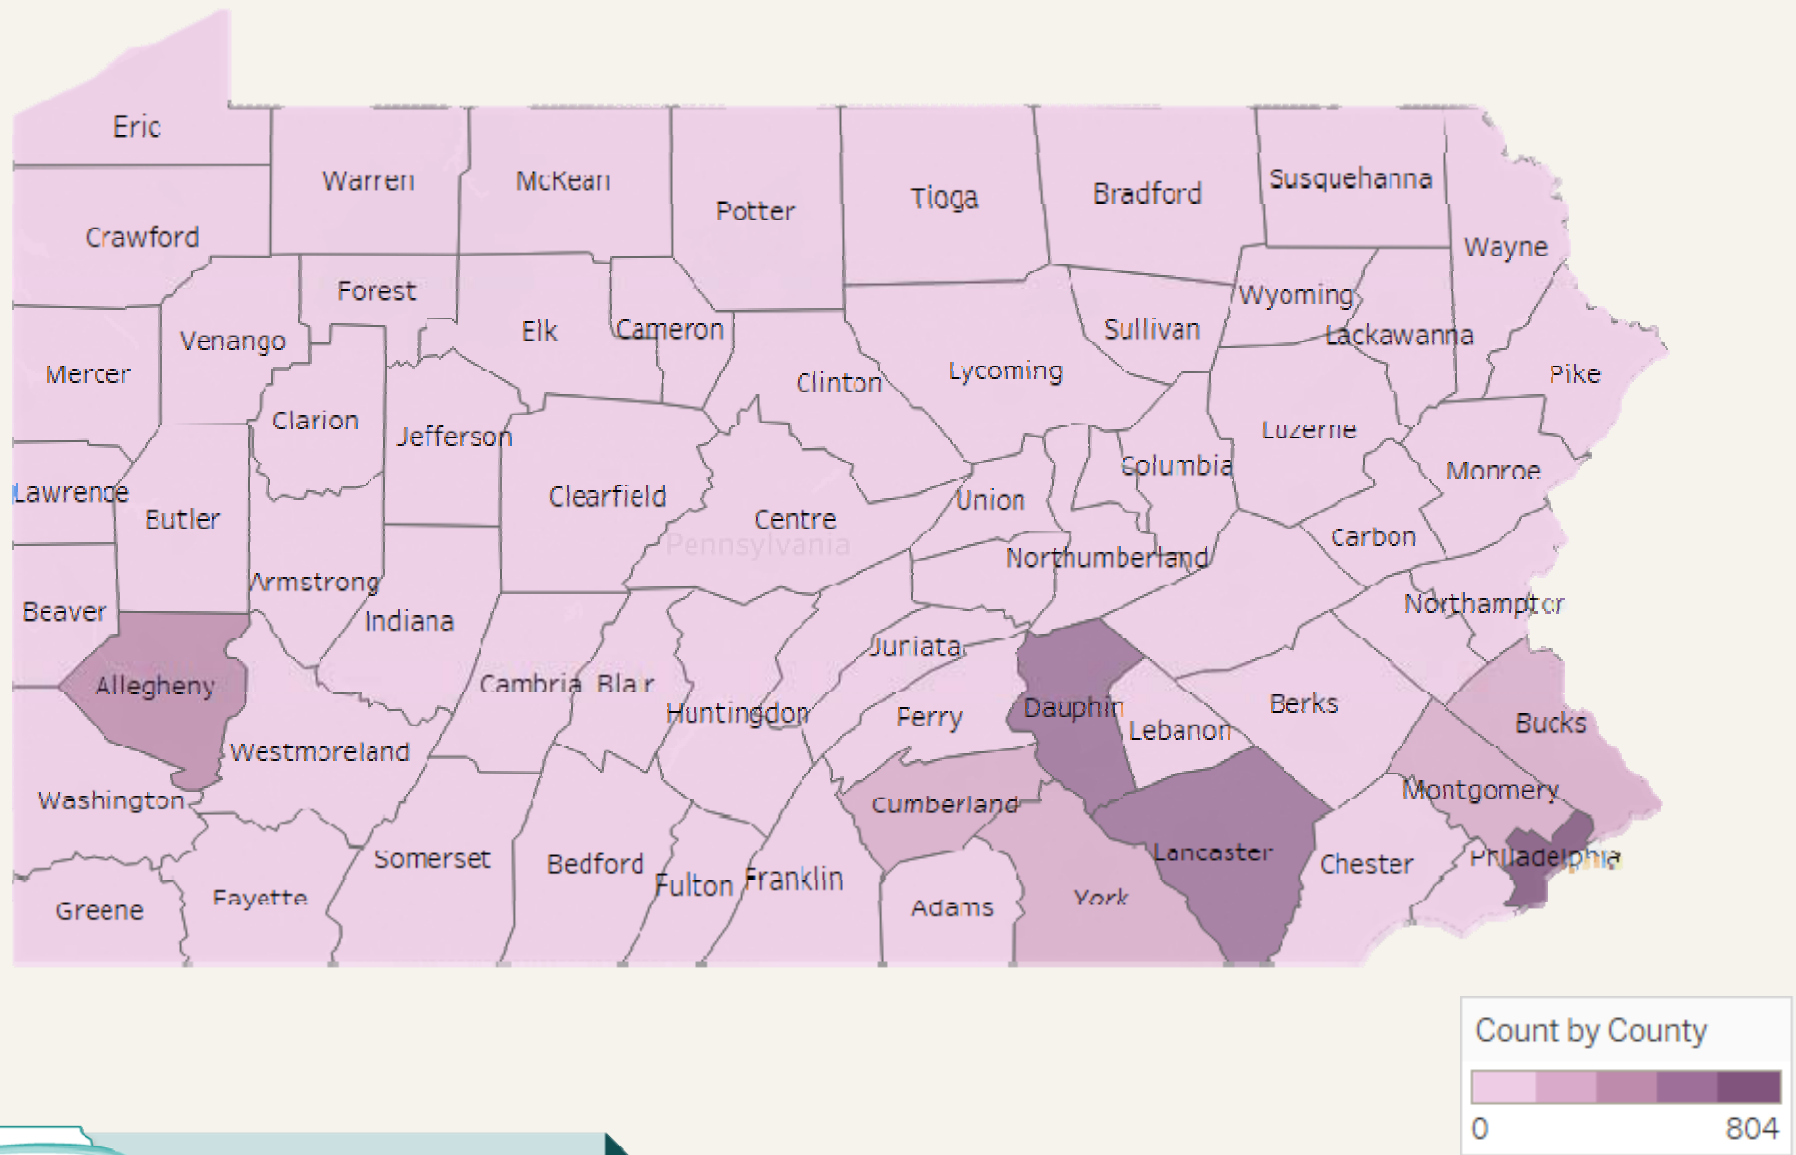 Eric
Warren
McKean
Susquehanna
Bradford
Tioga
Potter
Crawford
Wayne
Forest
Wyoming
Elk
Cameron
Sullivan
Lackawanna
Venango
Mercer
Lycoming
Pike
Clinton
Clarion
Luzerne
Jefferson
Columbia
Monroe
Lawrence
Clearfield
Union
Butler
Centre
Carbon
Pennsylvania
Northumberland
Armstrong
Northampton
Beaver
Indiana
Juniata
Allegheny
Cambria
Blair
Huntingdon
Perry
Dauphin
Berks
Lebanon
Bucks
Westmoreland
Montgomery
Washington
Cumberland
Lancaster
Philadelphia
Somerset
Bedford
Chester
Franklin
Fulton
Fayette
York
Greene
Adams
Count by County
0 804